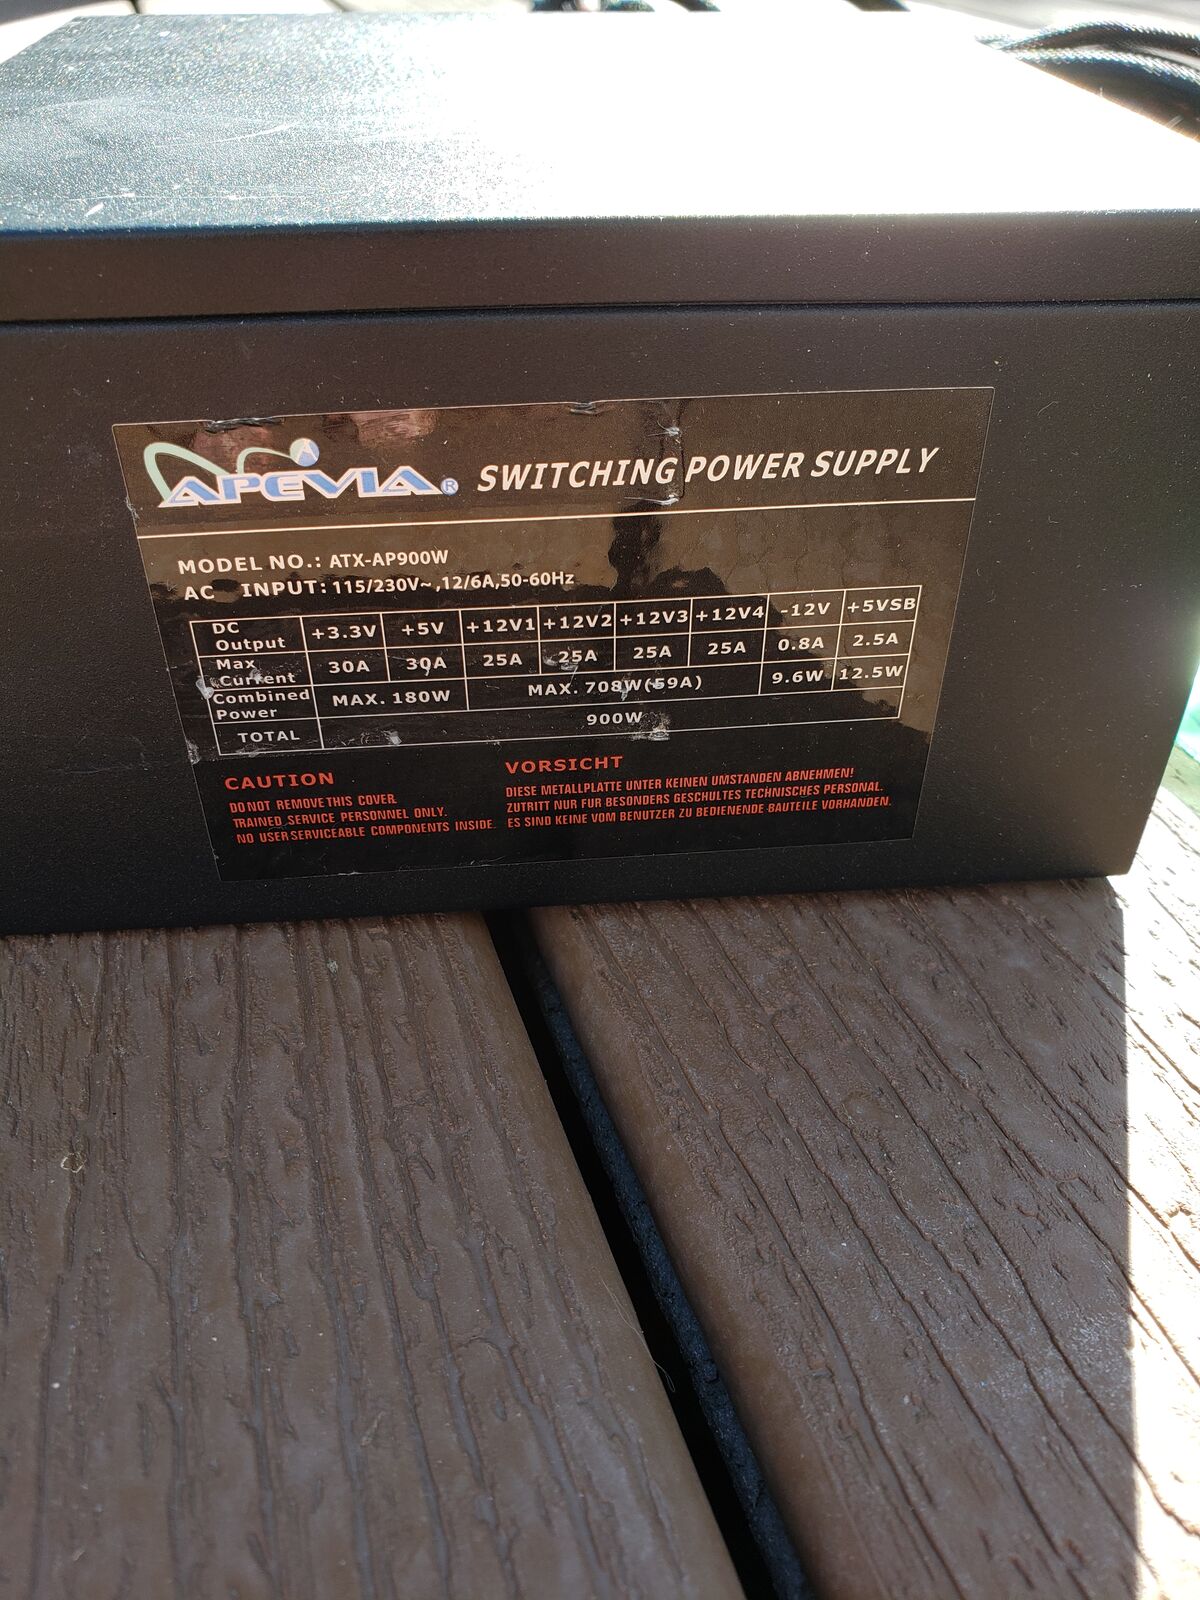 APEVIA® SWITCHING POWER SUPPLY
MODEL NO.: ATX-AP900W
AC INPUT: 115/230V~,12/6A,50-60Hz
DC Output +3.3V +5V +12V1 +12V2 +12V3 +12V4 -12V +5VSB
Max Current 30A 30A 25A 25A 25A 25A 0.8A 2.5A
Combined Power MAX. 180W MAX. 708W(59A) 9.6W 12.5W
TOTAL 900W
CAUTION
DO NOT REMOVE THIS COVER.
TRAINED SERVICE PERSONNEL ONLY.
NO USER SERVICEABLE COMPONENTS INSIDE.
VORSICHT
DIESE METALLPLATTE UNTER KEINEN UMSTANDEN ABNEHMEN!
ZUTRITT NUR FUR BESONDERS GESCHULTES TECHNISCHES PERSONAL.
ES SIND KEINE VOM BENUTZER ZU BEDIENENDE BAUTEILE VORHANDEN.